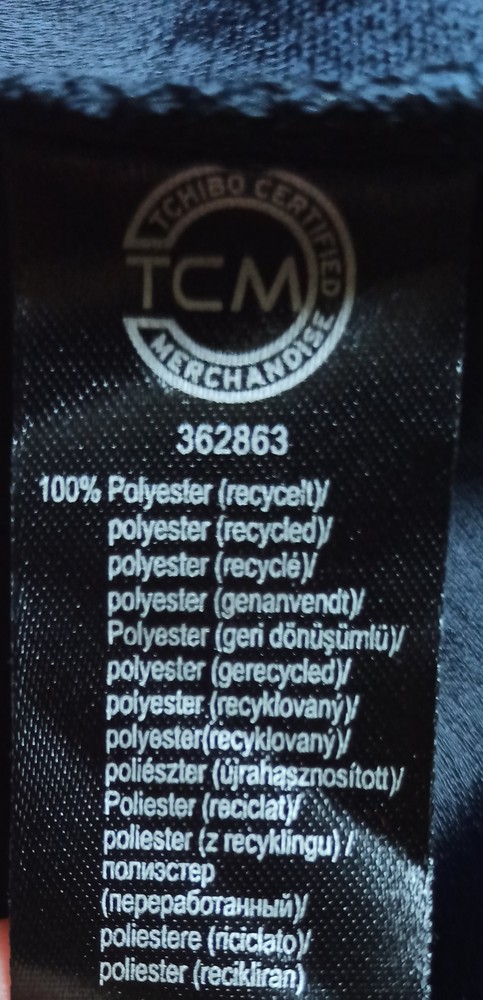 TCHIBO CERTIFIED
TCM
MERCHANDISE
362863
100% Polyester (recycelt)/
polyester (recycled)/
polyester (recyclé)/
polyester (genanvendt)/
Polyester (geri dönüşümlü)/
polyester (gerecycled)/
polyester (recyklovaný)/
polyester(recyklovaný)/
poliészter (újrahasznosított)/
Poliester (reciclat)/
poliester (z recyklingu) /
полиэстер
(переработанный)/
poliestere (riciclato)/
poliester (recikliran)